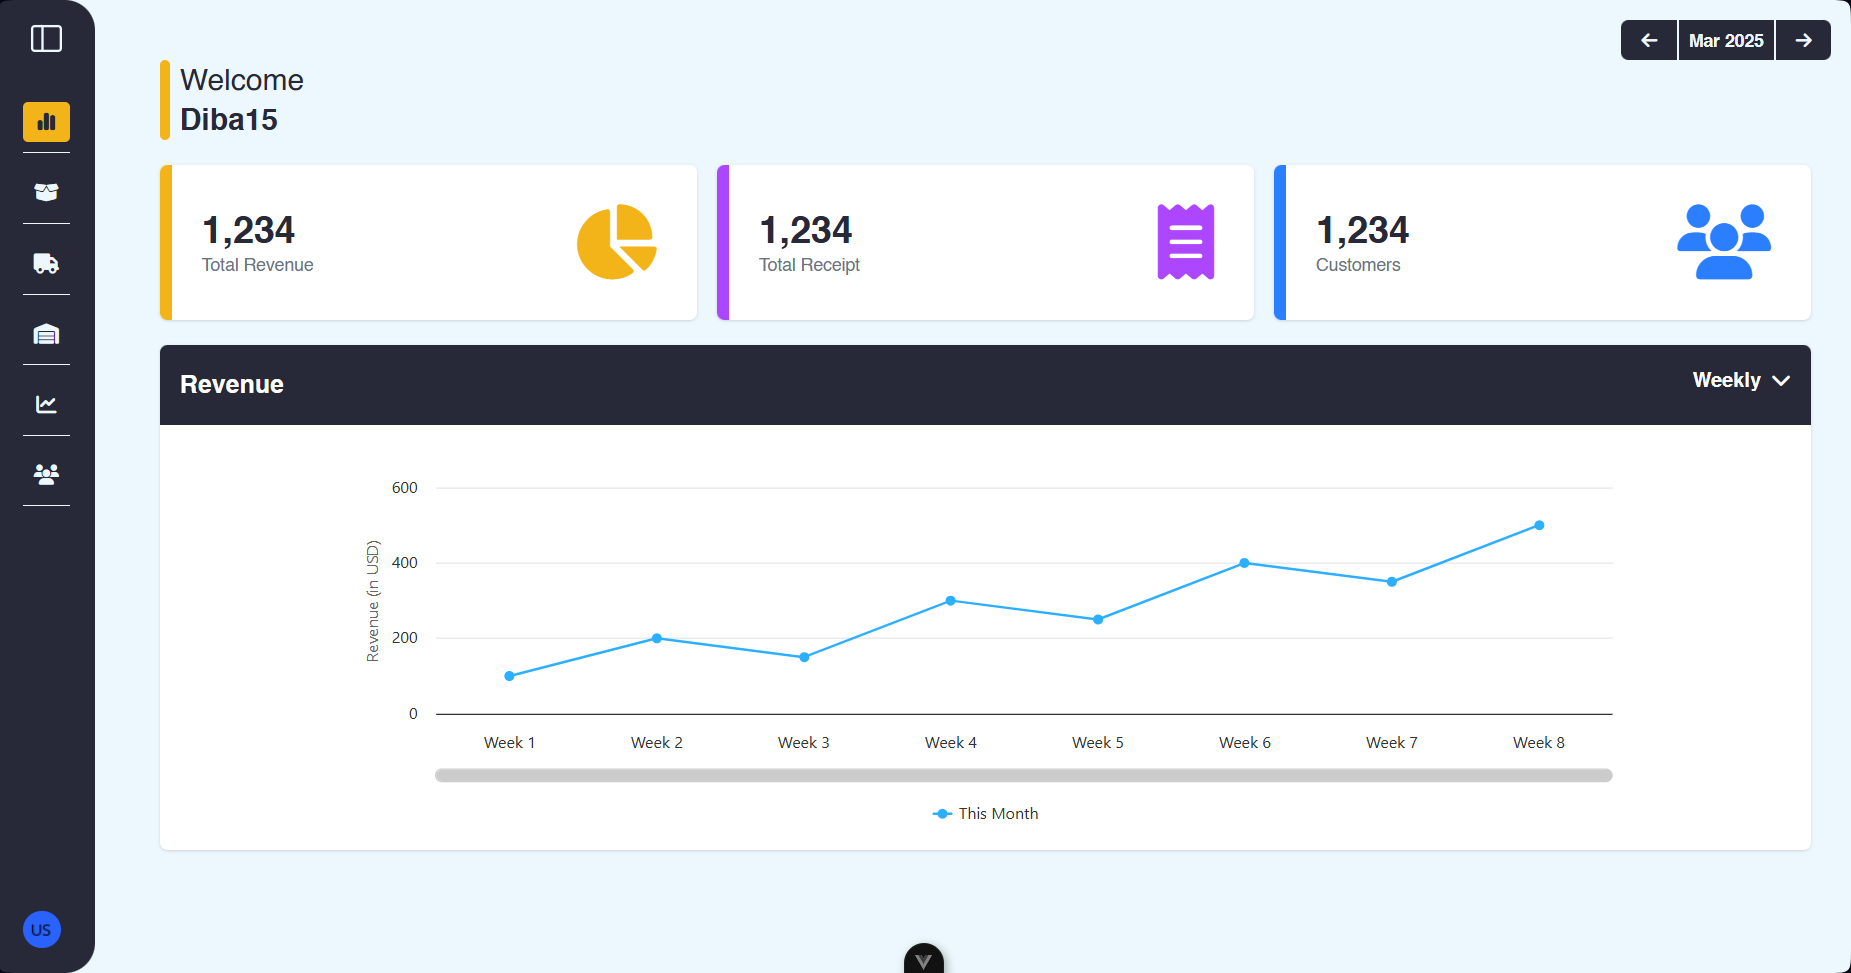 Mar 2025
Welcome
Diba15
1,234
Total Revenue
1,234
Total Receipt
1,234
Customers
Revenue
Weekly
600
400
200
0
Revenue (in USD)
Week 1 Week 2 Week 3 Week 4 Week 5 Week 6 Week 7 Week 8
This Month
US